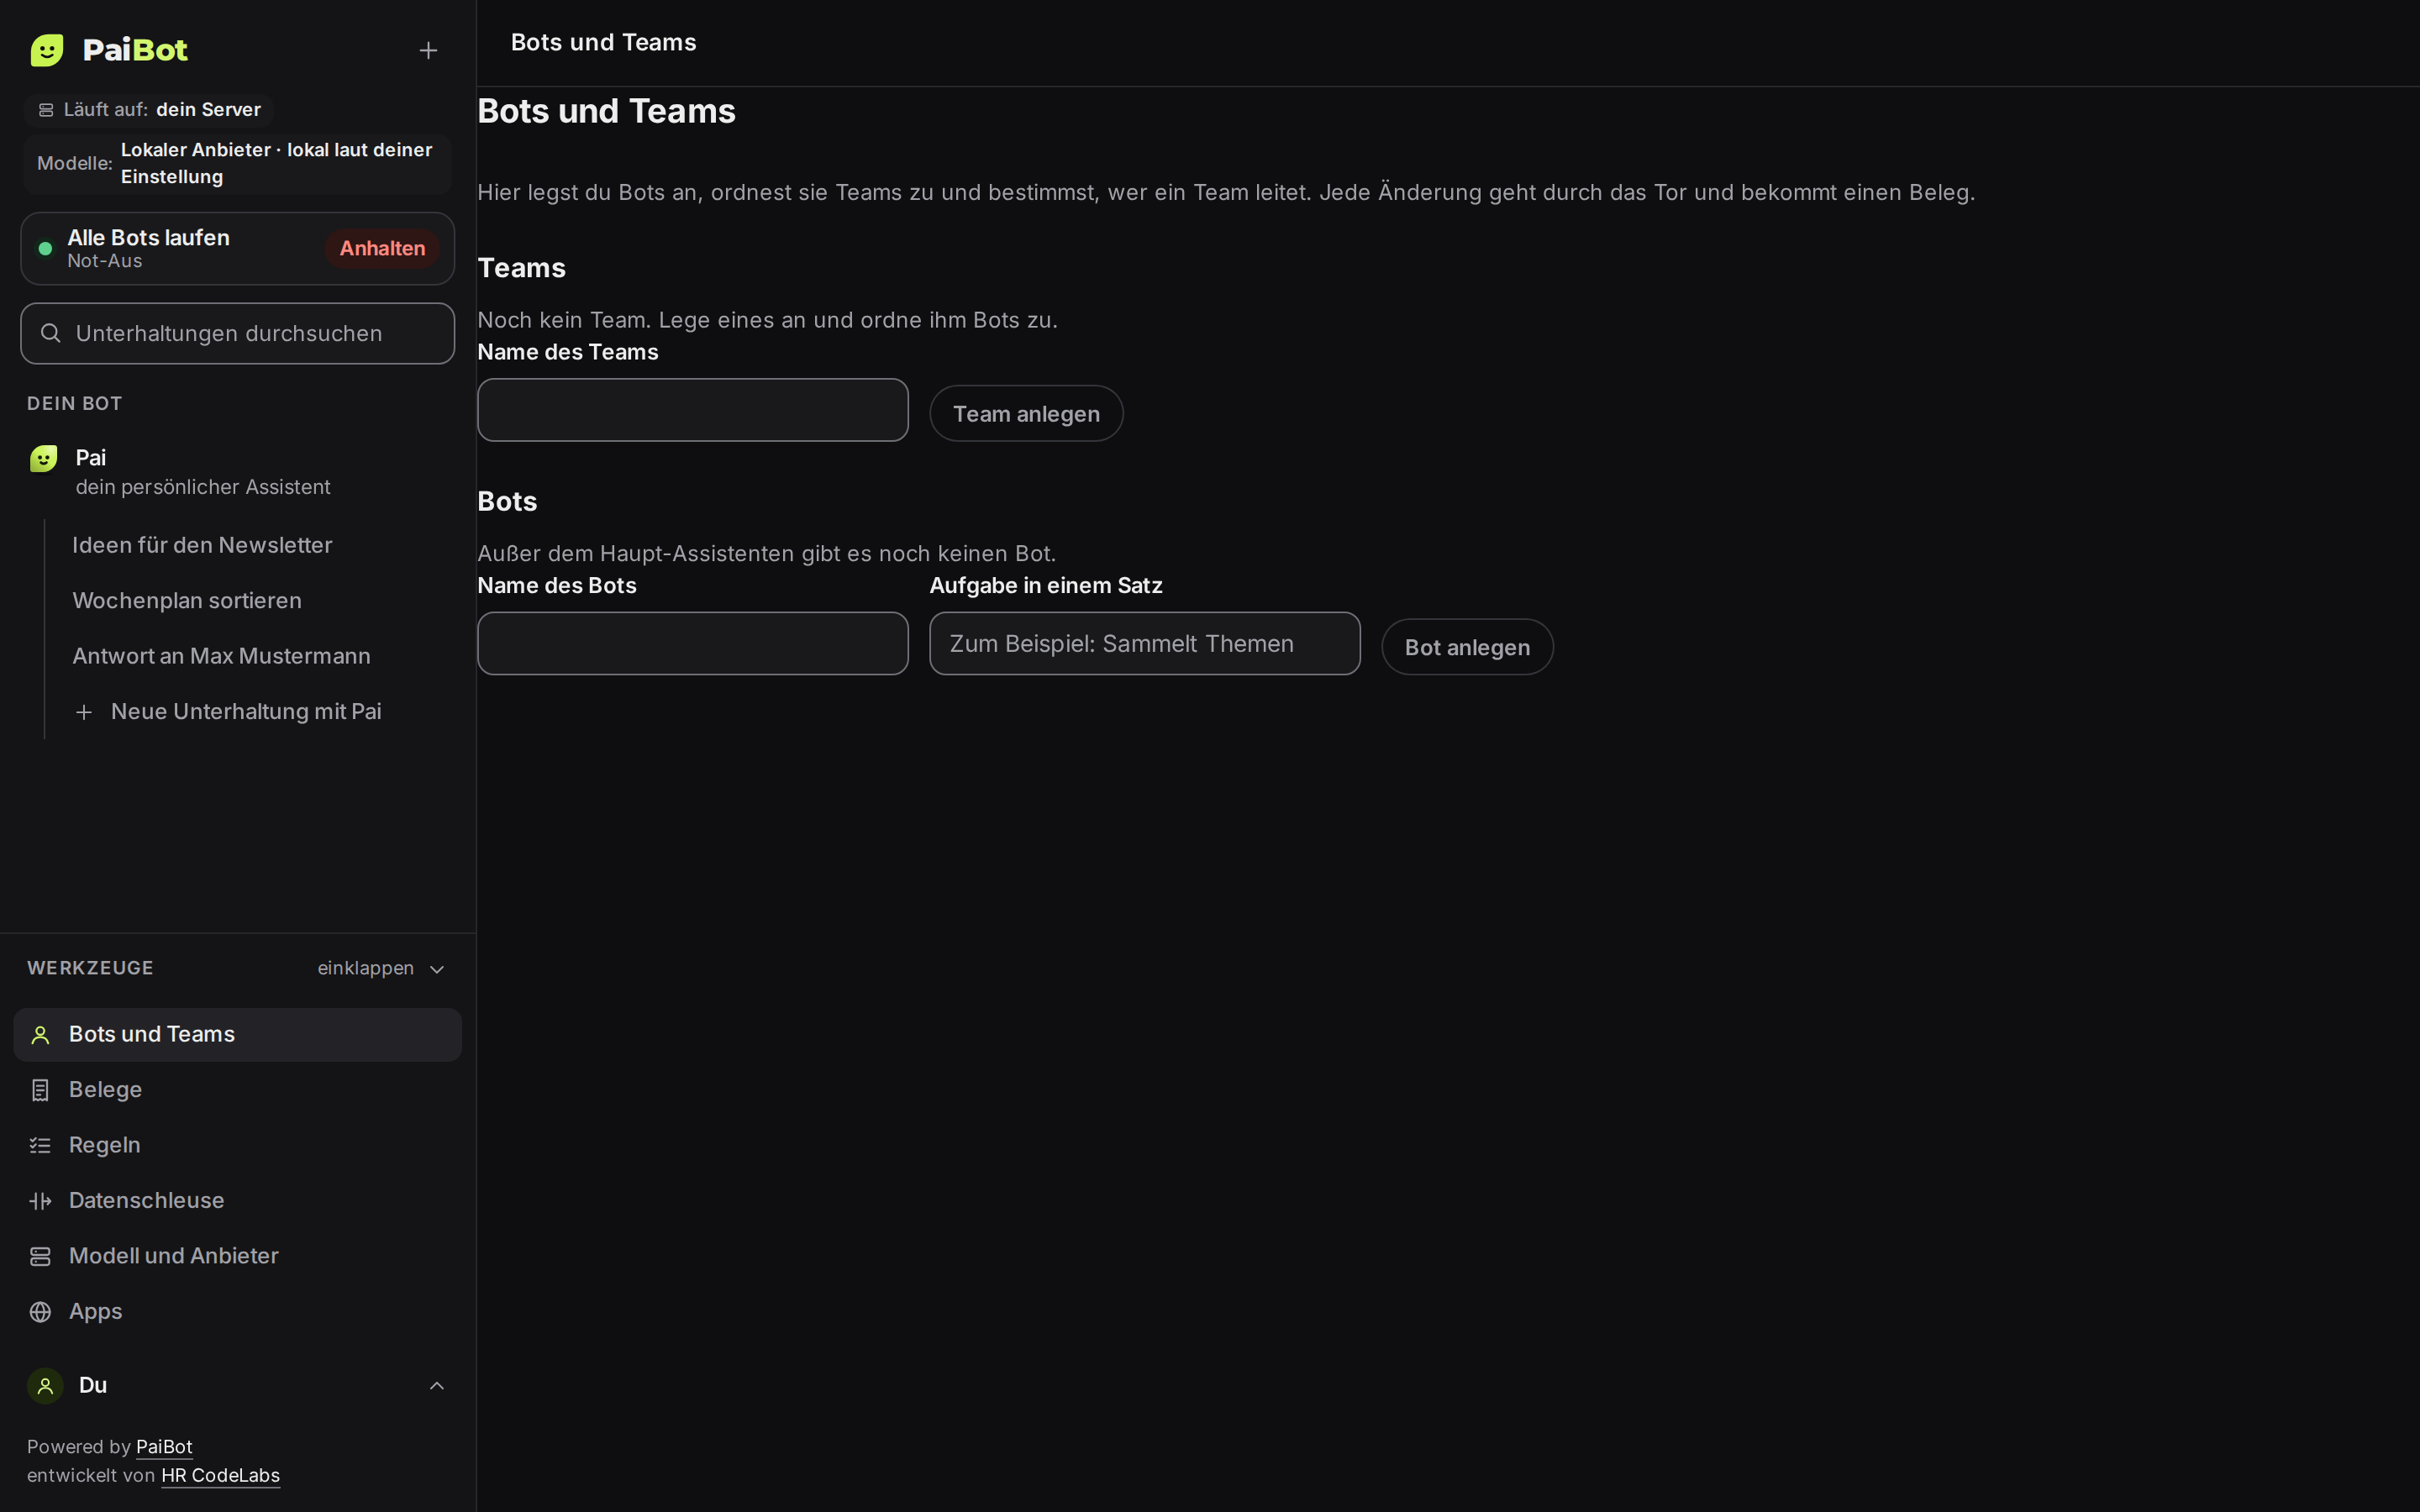 PaiBot
Läuft auf: dein Server
Modelle: Lokaler Anbieter · lokal laut deiner
Einstellung
Alle Bots laufen
Not-Aus
Anhalten
Unterhaltungen durchsuchen
DEIN BOT
Pai
dein persönlicher Assistent
Ideen für den Newsletter
Wochenplan sortieren
Antwort an Max Mustermann
Neue Unterhaltung mit Pai
WERKZEUGE
einklappen
Bots und Teams
Belege
Regeln
Datenschleuse
Modell und Anbieter
Apps
Du
Powered by PaiBot
entwickelt von HR CodeLabs
Bots und Teams
Bots und Teams
Hier legst du Bots an, ordnest sie Teams zu und bestimmst, wer ein Team leitet. Jede Änderung geht durch das Tor und bekommt einen Beleg.
Teams
Noch kein Team. Lege eines an und ordne ihm Bots zu.
Name des Teams
Team anlegen
Bots
Außer dem Haupt-Assistenten gibt es noch keinen Bot.
Name des Bots
Aufgabe in einem Satz
Zum Beispiel: Sammelt Themen
Bot anlegen